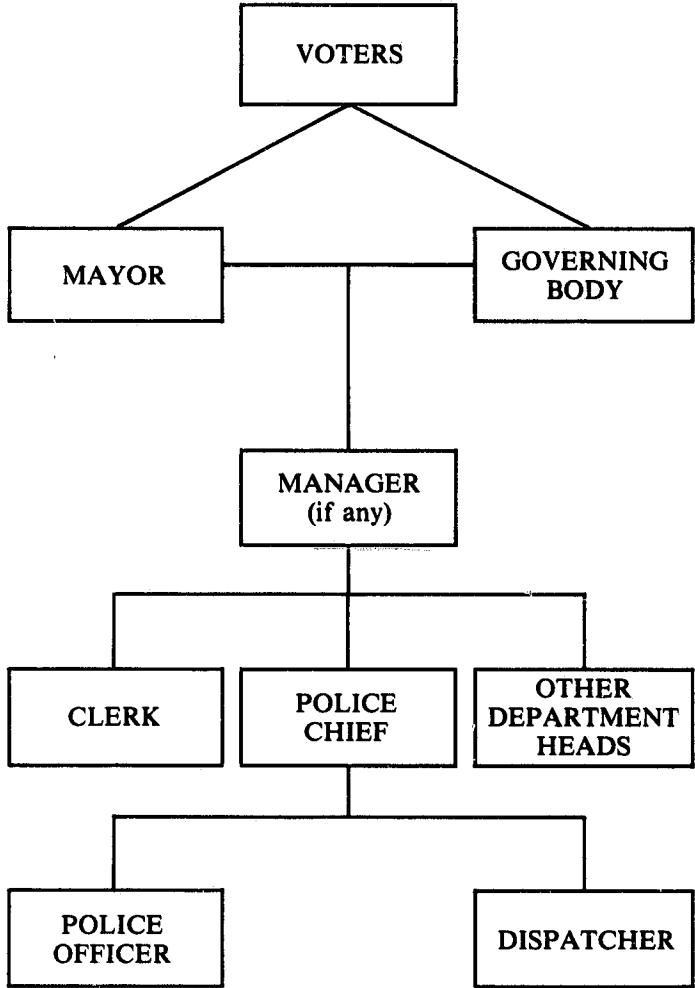 VOTERS
MAYOR
GOVERNING
BODY
MANAGER
(if any)
CLERK
POLICE
CHIEF
OTHER
DEPARTMENT
HEADS
POLICE
OFFICER
DISPATCHER